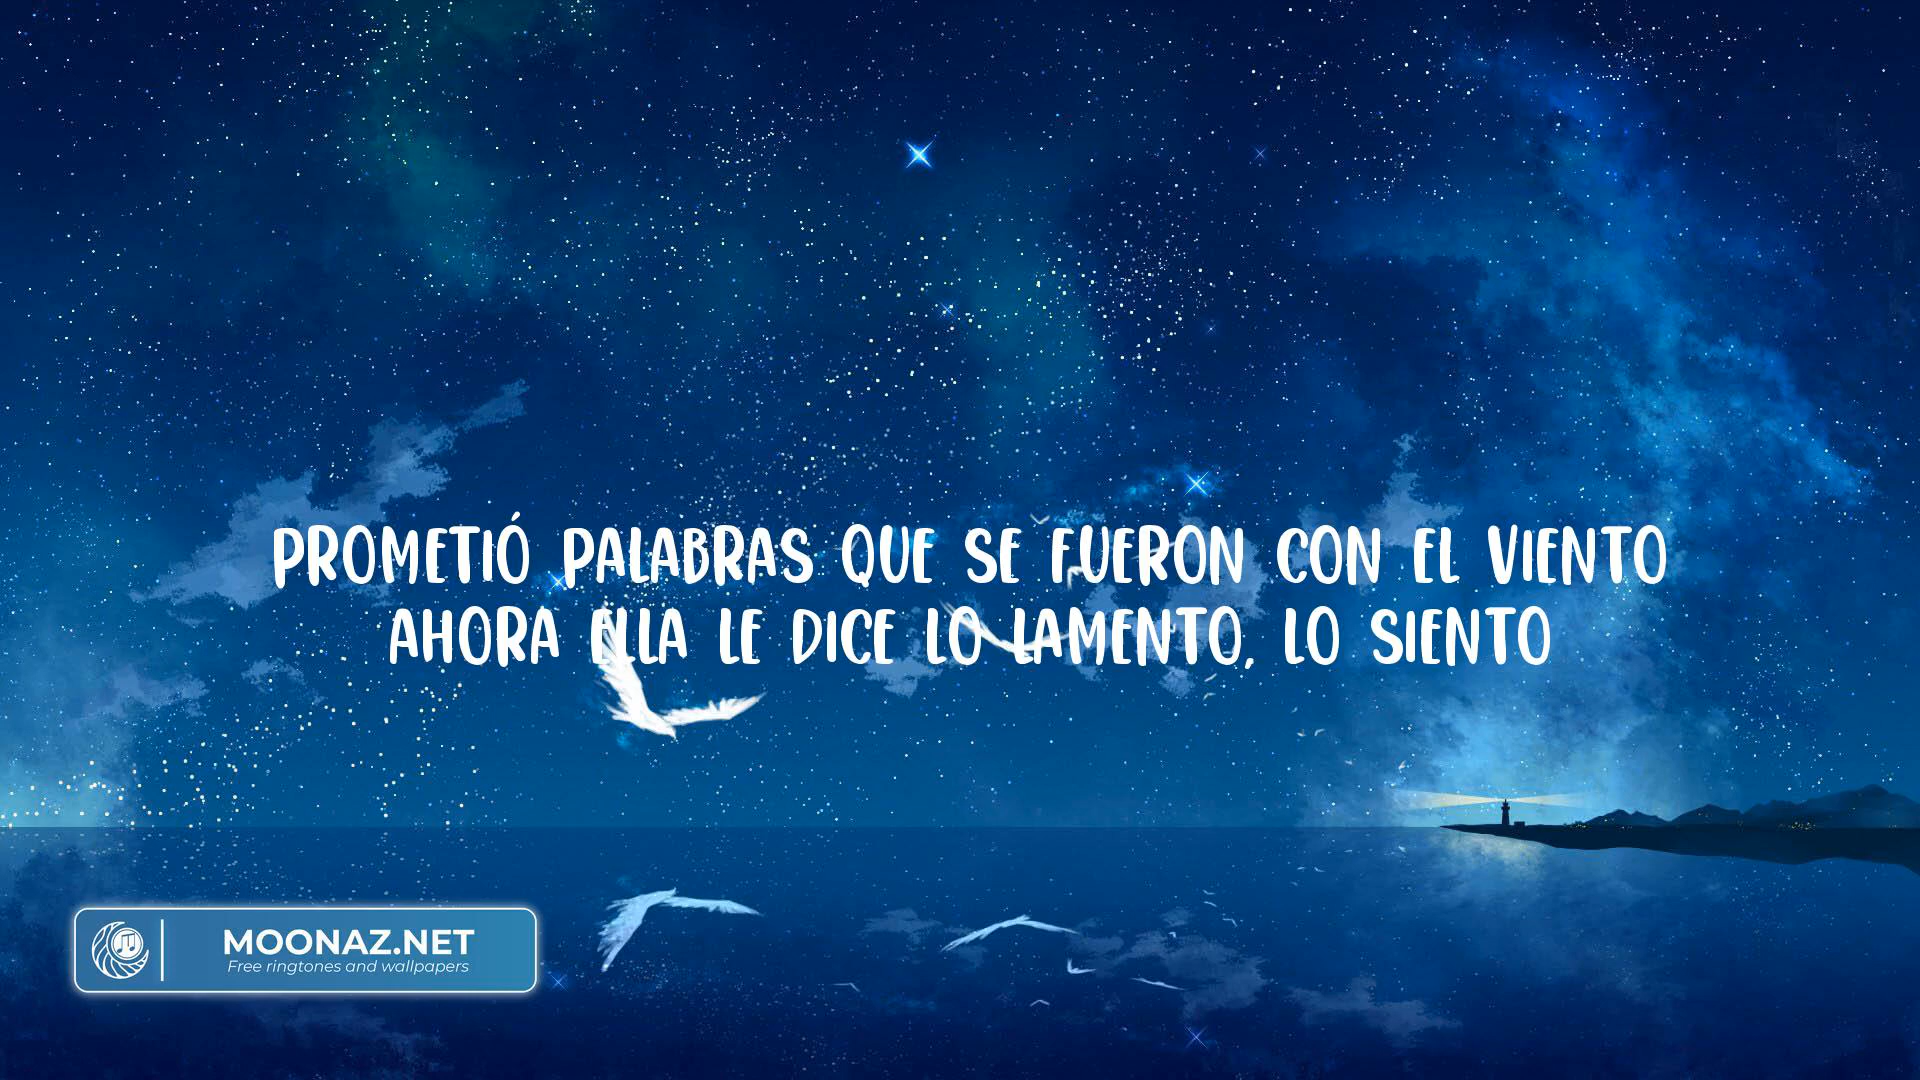 PROMETIÓ PALABRAS QUE SE FUERON CON EL VIENTO
AHORA ELLA LE DICE LO LAMENTO, LO SIENTO
MOONAZ.NET
Free ringtones and wallpapers